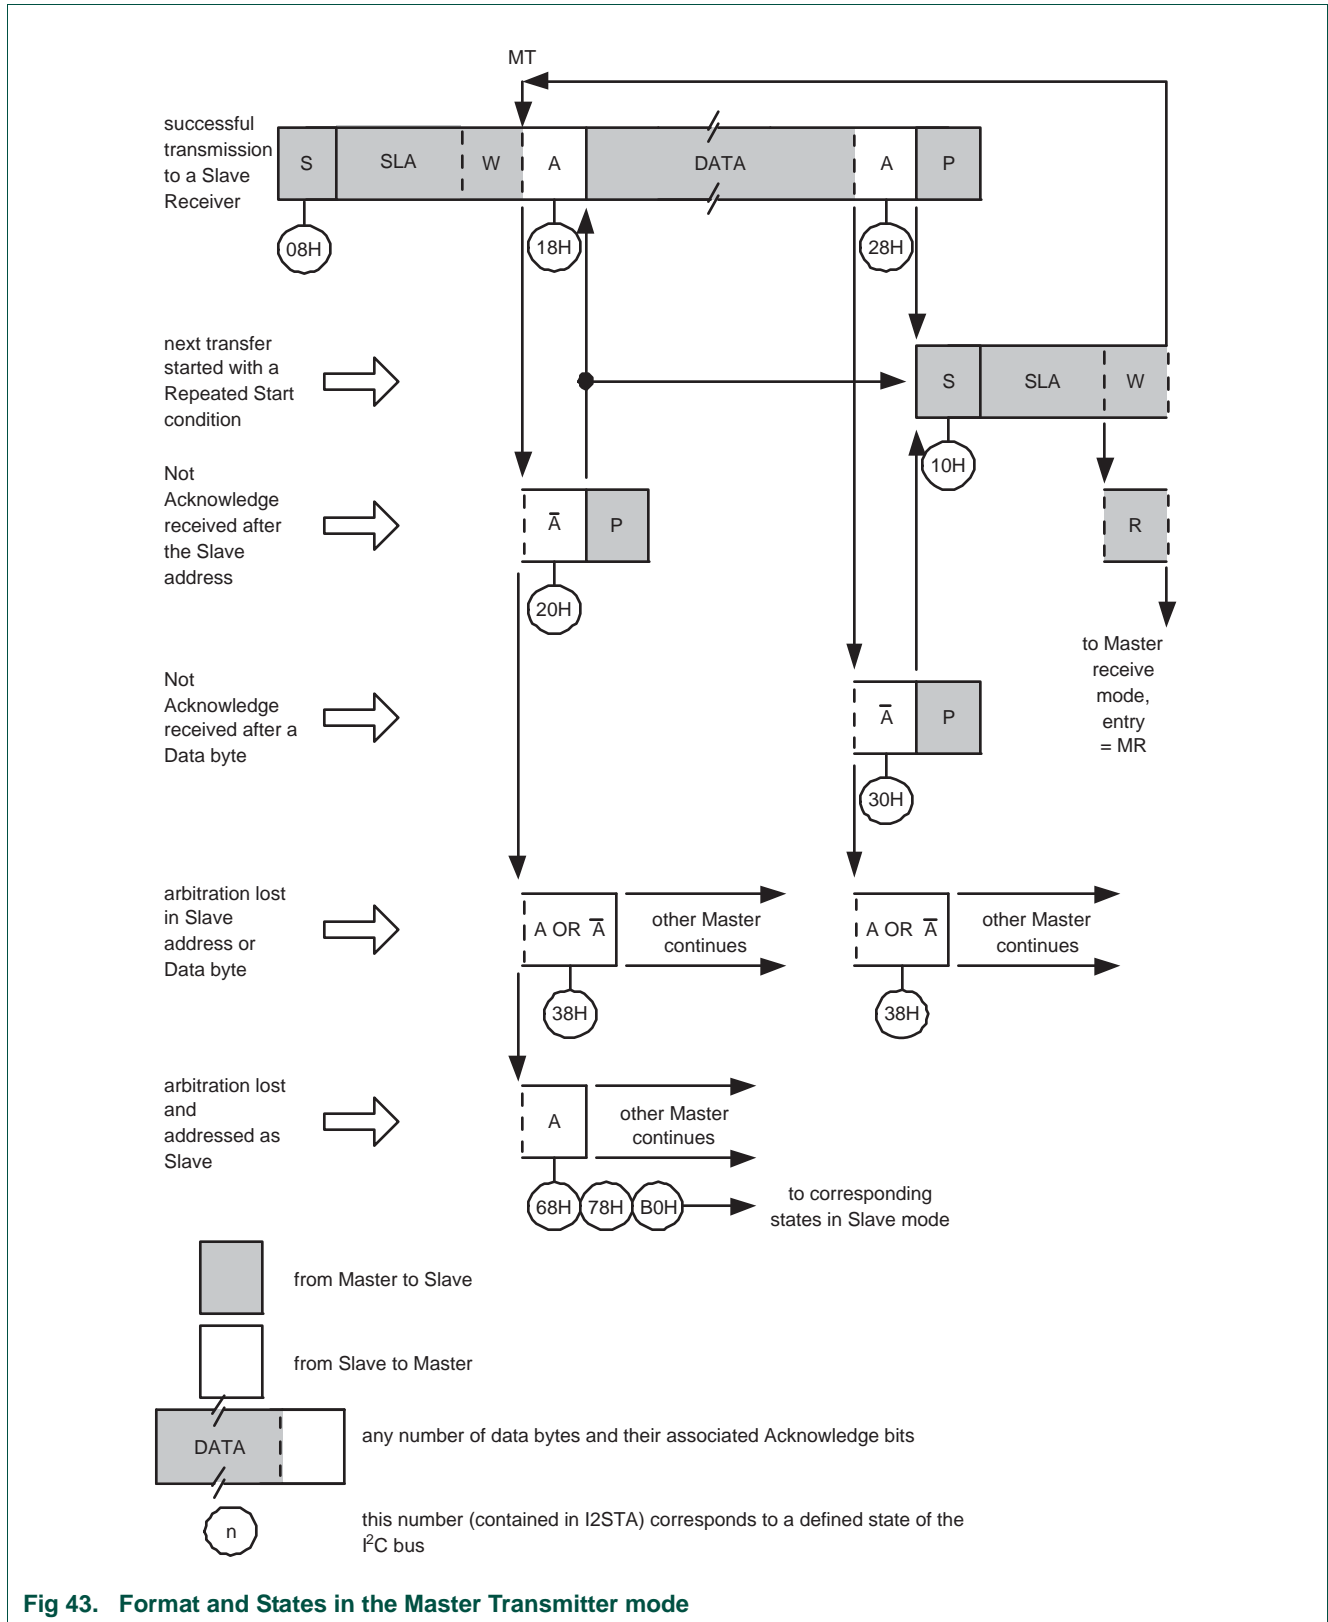 MT
successful
transmission
to a Slave
Receiver
S SLA W A DATA A P
08H 18H 28H
next transfer
started with a
Repeated Start
condition
S SLA W
10H
Not
Acknowledge
received after
the Slave
address
A̅ P
R
20H
to Master
receive
mode,
entry
= MR
Not
Acknowledge
received after a
Data byte
A̅ P
30H
arbitration lost
in Slave
address or
Data byte
A OR A̅
other Master
continues
A OR A̅
other Master
continues
38H 38H
arbitration lost
and
addressed as
Slave
A
other Master
continues
68H 78H B0H
to corresponding
states in Slave mode
from Master to Slave
from Slave to Master
DATA
any number of data bytes and their associated Acknowledge bits
n
this number (contained in I2STA) corresponds to a defined state of the
I²C bus
Fig 43. Format and States in the Master Transmitter mode